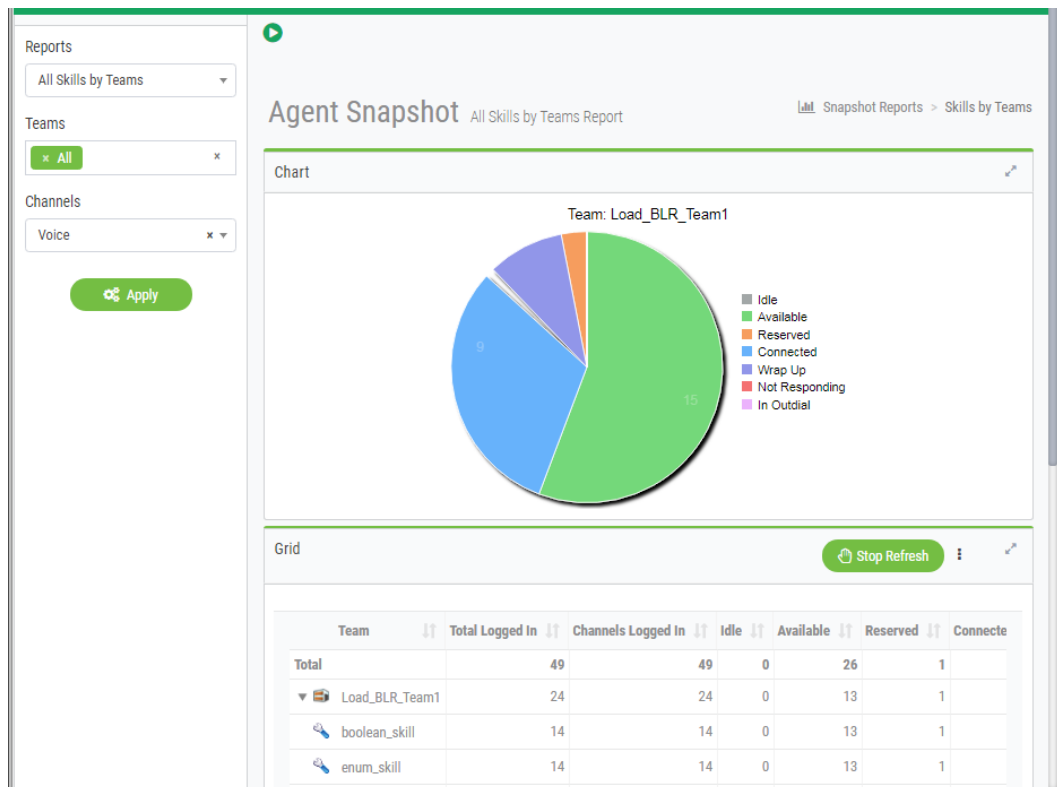 Reports
All Skills by Teams
Teams
× All ×
Channels
Voice ×
Apply
Agent Snapshot All Skills by Teams Report
Snapshot Reports > Skills by Teams
Chart
Team: Load_BLR_Team1
9
15
Idle
Available
Reserved
Connected
Wrap Up
Not Responding
In Outdial
Grid
Stop Refresh
Team Total Logged In Channels Logged In Idle Available Reserved Connecte
Total 49 49 0 26 1
Load_BLR_Team1 24 24 0 13 1
boolean_skill 14 14 0 13 1
enum_skill 14 14 0 13 1